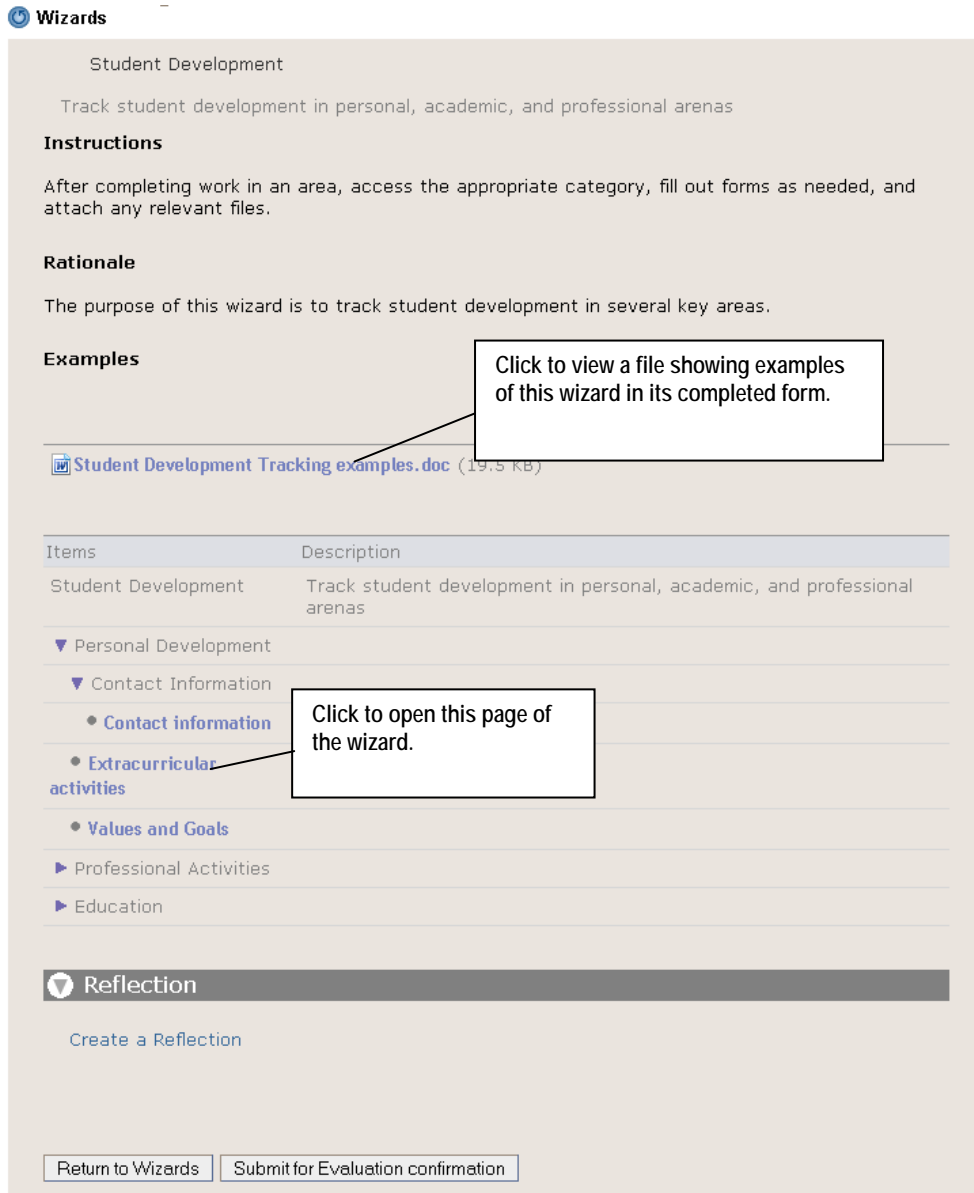 Wizards
Student Development
Track student development in personal, academic, and professional arenas
Instructions
After completing work in an area, access the appropriate category, fill out forms as needed, and
attach any relevant files.
Rationale
The purpose of this wizard is to track student development in several key areas.
Examples
Click to view a file showing examples
of this wizard in its completed form.
Student Development Tracking examples.doc (19.5 KB)
Items Description
Student Development Track student development in personal, academic, and professional
arenas
Personal Development
Contact Information
Contact information
Click to open this page of
the wizard.
Extracurricular
activities
Values and Goals
Professional Activities
Education
Reflection
Create a Reflection
Return to Wizards Submit for Evaluation confirmation